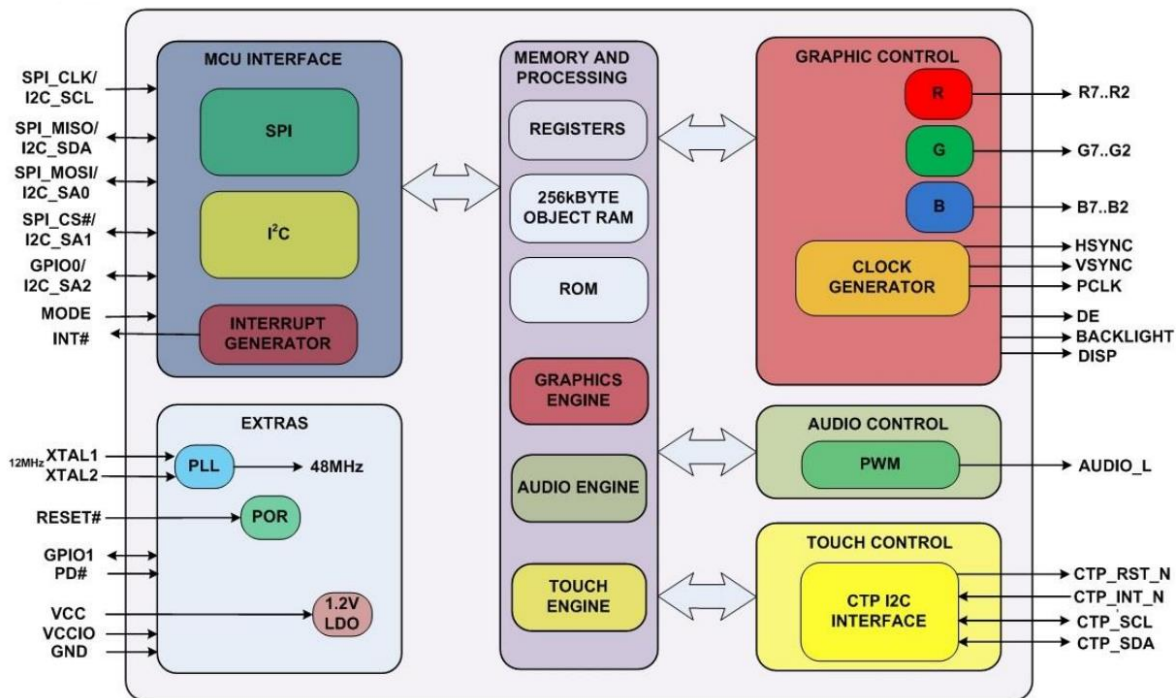 MCU INTERFACE
SPI_CLK/
I2C_SCL
SPI_MISO/
I2C_SDA
SPI_MOSI/
I2C_SA0
SPI_CS#/
I2C_SA1
GPIO0/
I2C_SA2
MODE
INT#
SPI
I²C
INTERRUPT
GENERATOR
EXTRAS
12MHz
XTAL1
XTAL2
PLL
48MHz
RESET#
POR
GPIO1
PD#
VCC
1.2V
LDO
VCCIO
GND
MEMORY AND
PROCESSING
REGISTERS
256kBYTE
OBJECT RAM
ROM
GRAPHICS
ENGINE
AUDIO ENGINE
TOUCH
ENGINE
GRAPHIC CONTROL
R
R7..R2
G
G7..G2
B
B7..B2
CLOCK
GENERATOR
HSYNC
VSYNC
PCLK
DE
BACKLIGHT
DISP
AUDIO CONTROL
PWM
AUDIO_L
TOUCH CONTROL
CTP I2C
INTERFACE
CTP_RST_N
CTP_INT_N
CTP_SCL
CTP_SDA